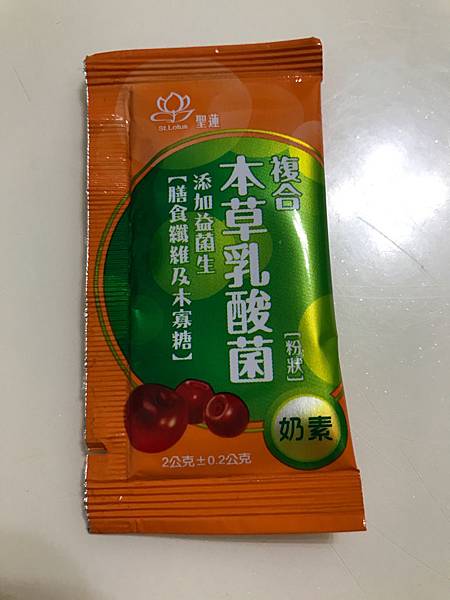 St.Lotus 聖蓮
複合
本草乳酸菌
[粉狀]
添加益菌生
【膳食纖維及木寡糖】
奶素
2公克±0.2公克